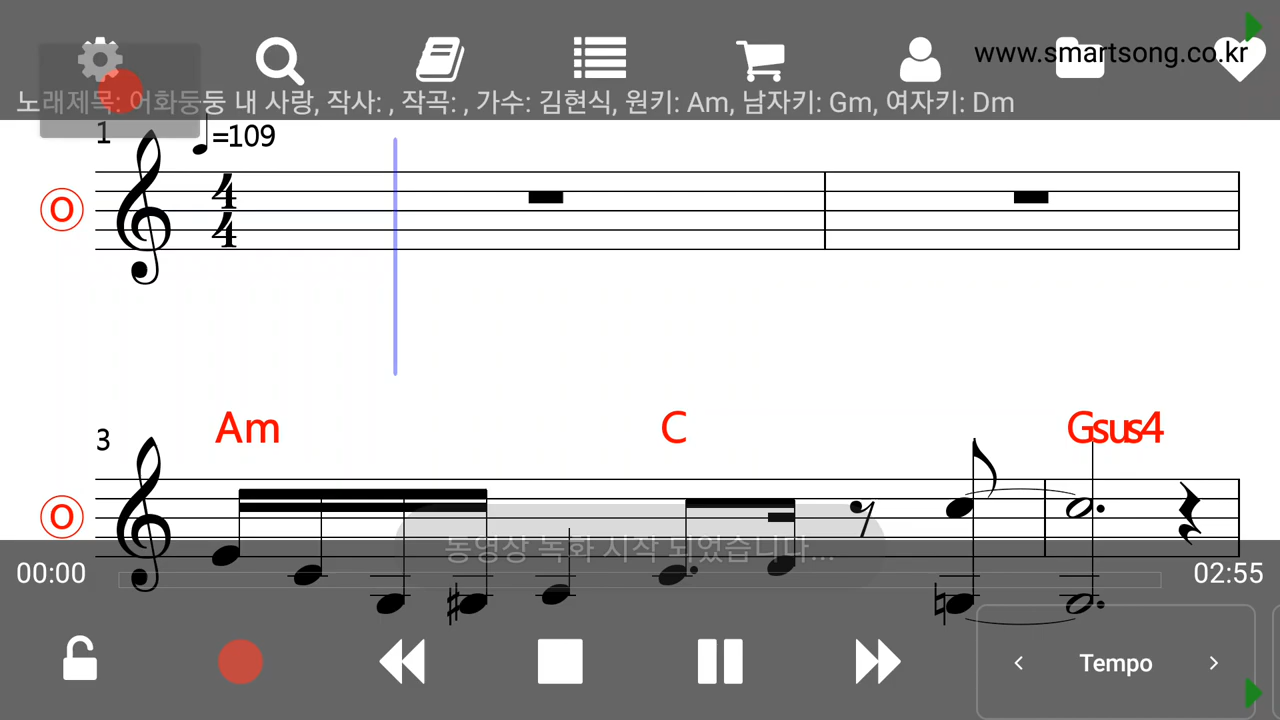 www.smartsong.co.kr
노래제목: 어화둥둥 내 사랑, 작사: , 작곡: , 가수: 김현식, 원키: Am, 남자키: Gm, 여자키: Dm
1
=109
4
4
O
Am C Gsus4
3
O
동영상 녹화 시작 되었습니다...
00:00 02:55
< Tempo >